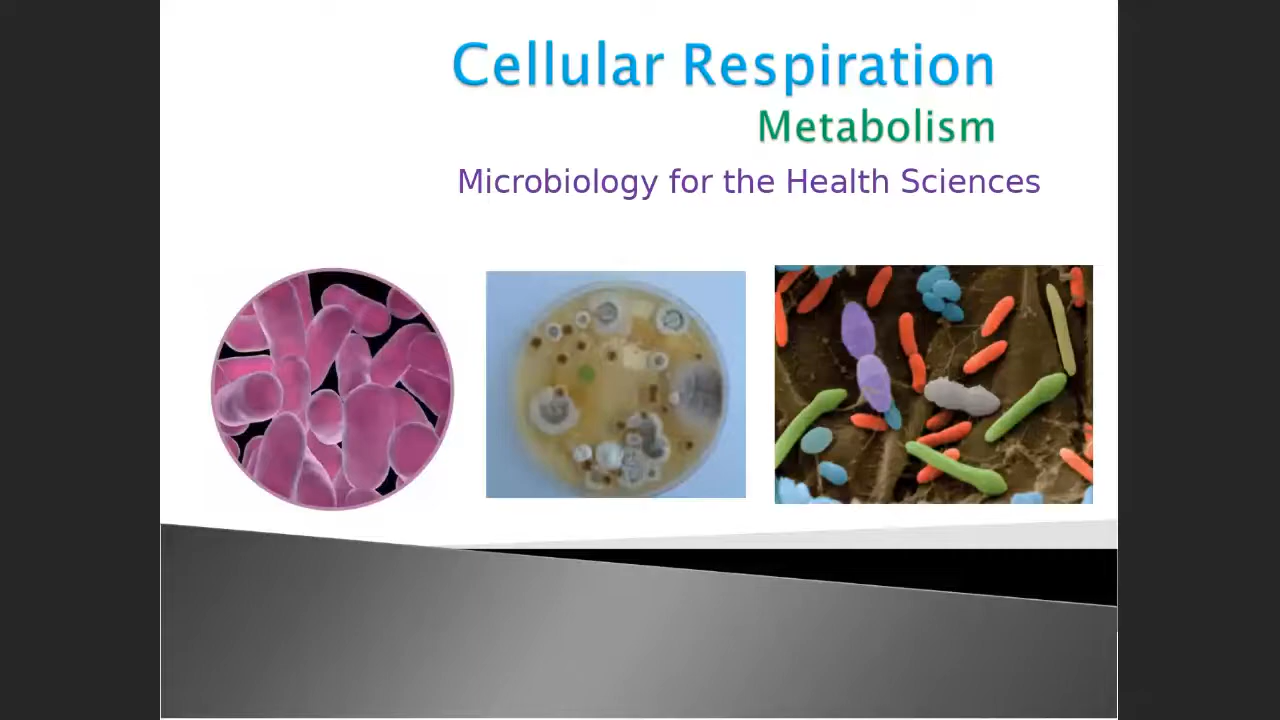 Cellular Respiration
Metabolism
Microbiology for the Health Sciences